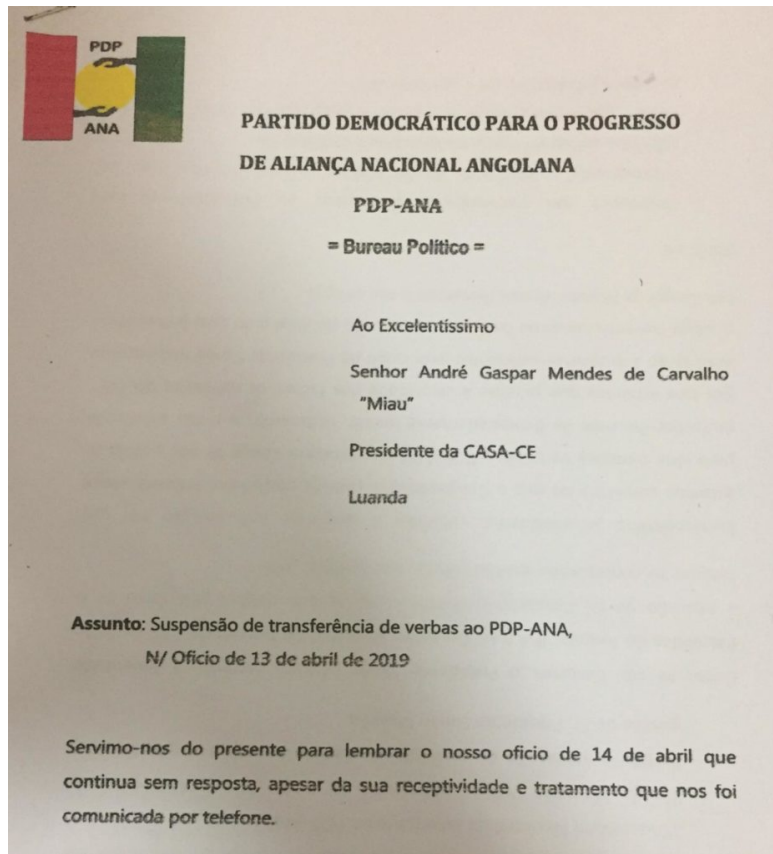 PDP
ANA
PARTIDO DEMOCRÁTICO PARA O PROGRESSO
DE ALIANÇA NACIONAL ANGOLANA
PDP-ANA
= Bureau Político =
Ao Excelentíssimo
Senhor André Gaspar Mendes de Carvalho
"Miau"
Presidente da CASA-CE
Luanda
Assunto: Suspensão de transferência de verbas ao PDP-ANA,
N/ Oficio de 13 de abril de 2019
Servimo-nos do presente para lembrar o nosso oficio de 14 de abril que
continua sem resposta, apesar da sua receptividade e tratamento que nos foi
comunicada por telefone.